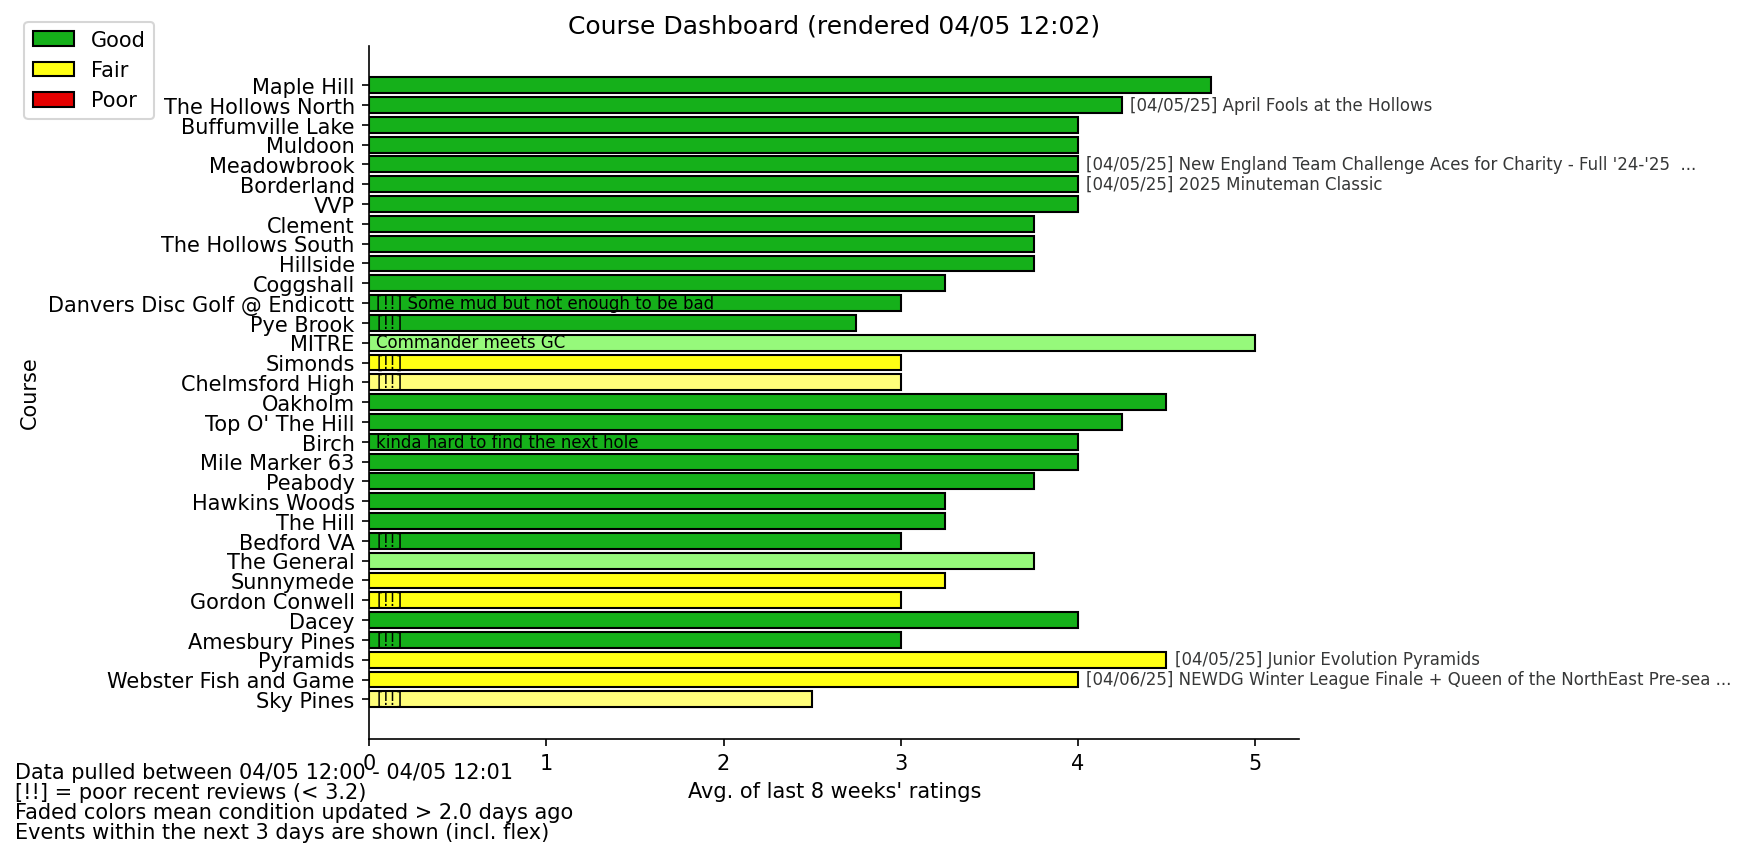 Course Dashboard (rendered 04/05 12:02)
Good
Fair
Poor
Course
Maple Hill
The Hollows North [04/05/25] April Fools at the Hollows
Buffumville Lake
Muldoon
Meadowbrook [04/05/25] New England Team Challenge Aces for Charity - Full '24-'25  ...
Borderland [04/05/25] 2025 Minuteman Classic
VVP
Clement
The Hollows South
Hillside
Coggshall
Danvers Disc Golf @ Endicott [!!] Some mud but not enough to be bad
Pye Brook [!!]
MITRE Commander meets GC
Simonds [!!]
Chelmsford High [!!]
Oakholm
Top O' The Hill
Birch kinda hard to find the next hole
Mile Marker 63
Peabody
Hawkins Woods
The Hill
Bedford VA [!!]
The General
Sunnymede
Gordon Conwell [!!]
Dacey
Amesbury Pines [!!]
Pyramids [04/05/25] Junior Evolution Pyramids
Webster Fish and Game [04/06/25] NEWDG Winter League Finale + Queen of the NorthEast Pre-sea ...
Sky Pines [!!]
0 1 2 3 4 5
Avg. of last 8 weeks' ratings
Data pulled between 04/05 12:00 - 04/05 12:01
[!!] = poor recent reviews (< 3.2)
Faded colors mean condition updated > 2.0 days ago
Events within the next 3 days are shown (incl. flex)